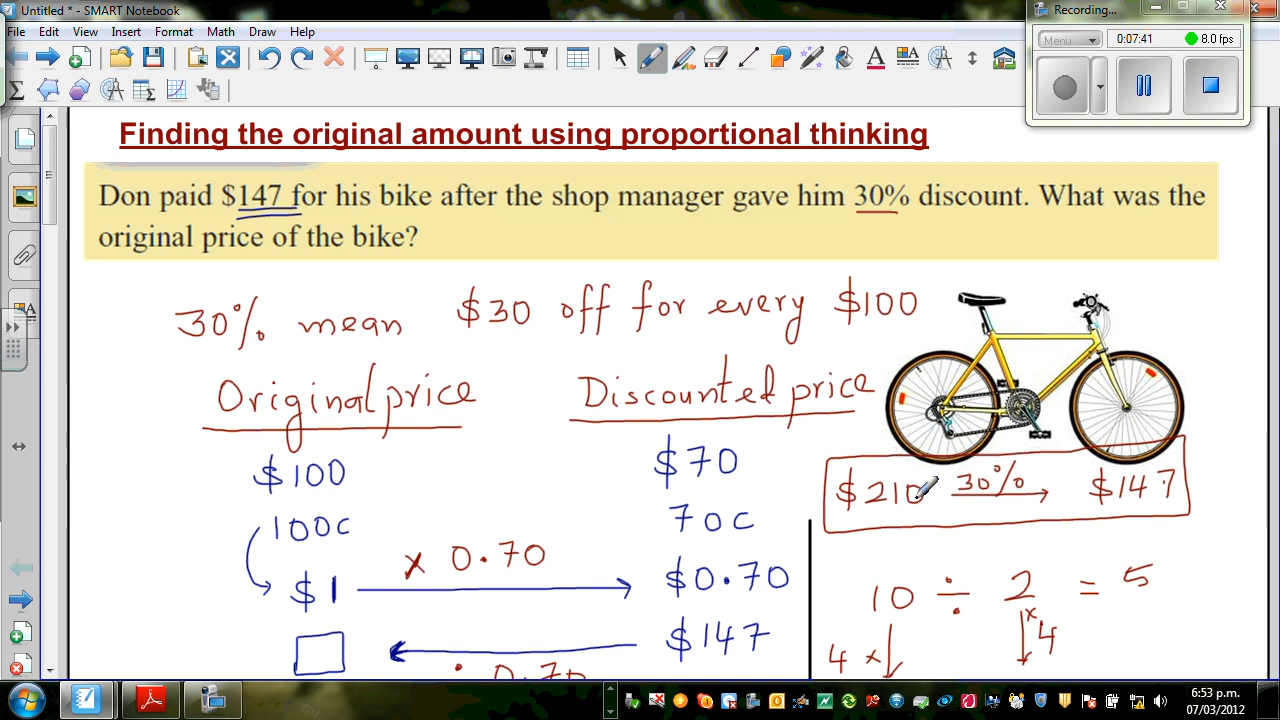 Untitled * - SMART Notebook
File Edit View Insert Format Math Draw Help
Recording...
Menu
0:07:41
8.0 fps
Finding the original amount using proportional thinking
Don paid $147 for his bike after the shop manager gave him 30% discount. What was the
original price of the bike?
30% mean $30 off for every $100
Original price Discounted price
$100 $70
$210 30% $147
100c 70c
× 0.70
$1 $0.70
10 ÷ 2 = 5
$147
4 × × 4
÷ 0.70
6:53 p.m.
07/03/2012